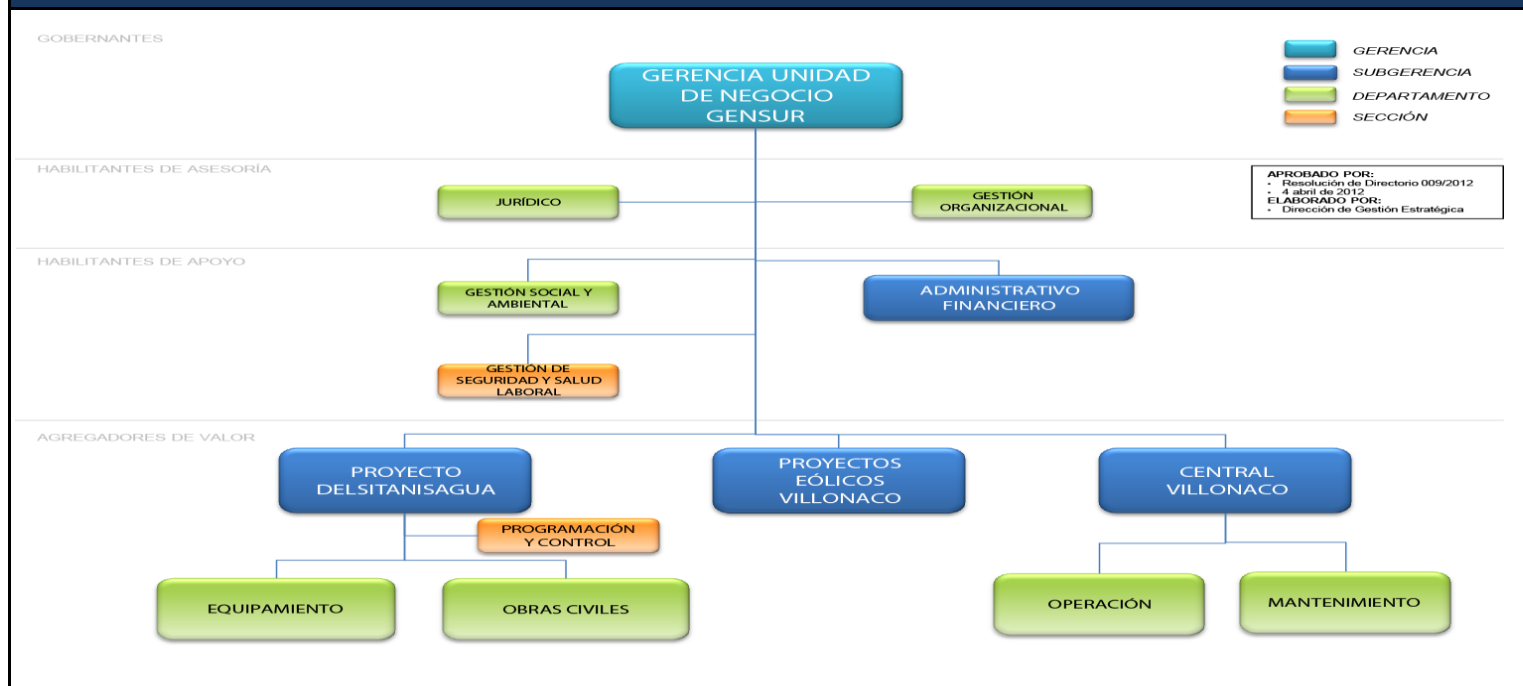 GOBERNANTES
GERENCIA UNIDAD
DE NEGOCIO
GENSUR
GERENCIA
SUBGERENCIA
DEPARTAMENTO
SECCIÓN
HABILITANTES DE ASESORÍA
JURÍDICO
GESTIÓN
ORGANIZACIONAL
APROBADO POR:
• Resolución de Directorio 009/2012
• 4 abril de 2012
ELABORADO POR:
• Dirección de Gestión Estratégica
HABILITANTES DE APOYO
GESTIÓN SOCIAL Y
AMBIENTAL
ADMINISTRATIVO
FINANCIERO
GESTIÓN DE
SEGURIDAD Y SALUD
LABORAL
AGREGADORES DE VALOR
PROYECTO
DELSITANISAGUA
PROYECTOS
EÓLICOS
VILLONACO
CENTRAL
VILLONACO
PROGRAMACIÓN
Y CONTROL
EQUIPAMIENTO
OBRAS CIVILES
OPERACIÓN
MANTENIMIENTO